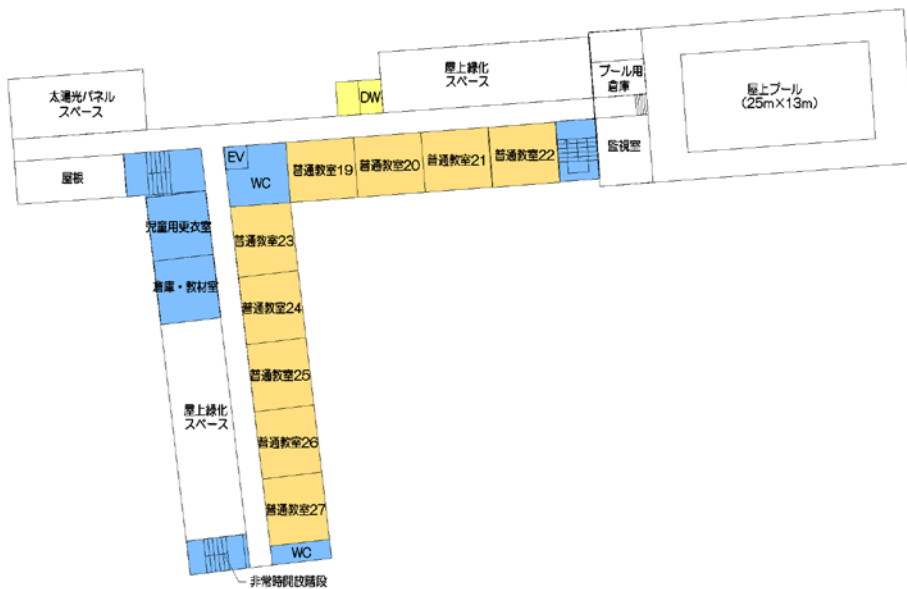 太陽光パネル
スペース
DW
屋上緑化
スペース
プール用
倉庫
屋上プール
(25m×13m)
屋根
EV
WC
普通教室19
普通教室20
普通教室21
普通教室22
監視室
児童用更衣室
倉庫・教材室
普通教室23
普通教室24
普通教室25
屋上緑化
スペース
普通教室26
普通教室27
WC
非常時開放階段